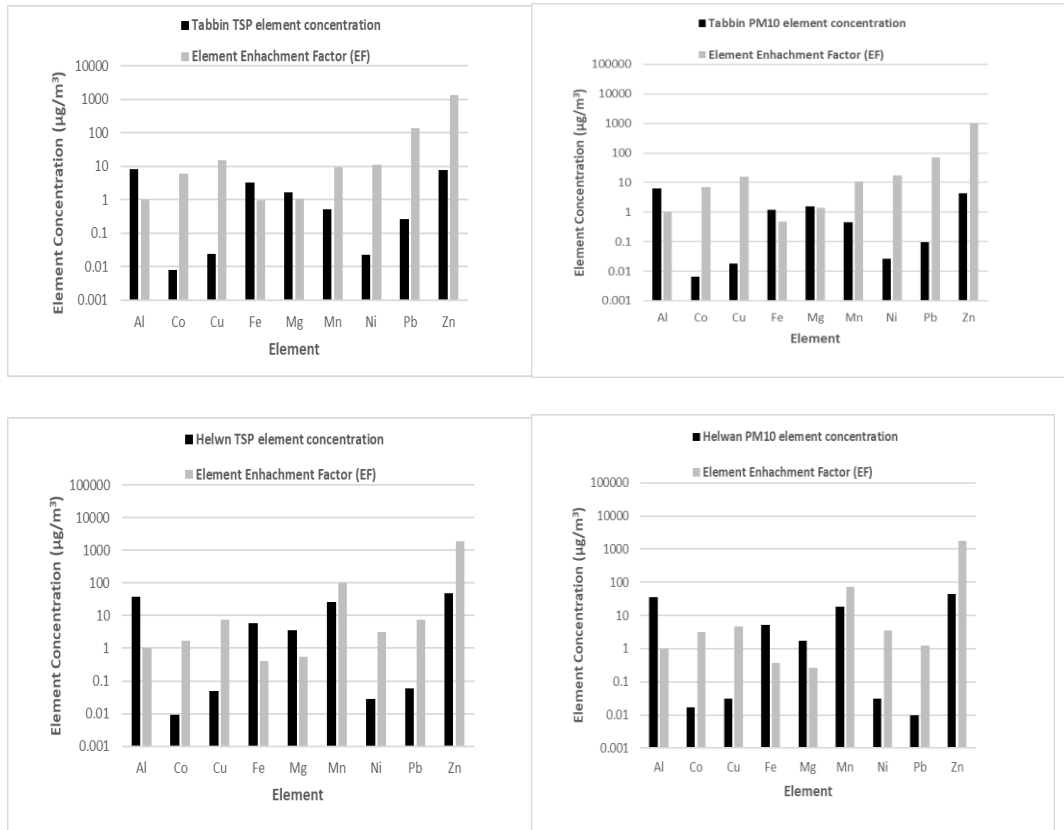 ■ Tabbin TSP element concentration
■ Element Enhachment Factor (EF)
Element Concentration (µg/m³)
10000
1000
100
10
1
0.1
0.01
0.001
Al Co Cu Fe Mg Mn Ni Pb Zn
Element
■ Tabbin PM10 element concentration
■ Element Enhachment Factor (EF)
Element Concentration (µg/m³)
100000
10000
1000
100
10
1
0.1
0.01
0.001
Al Co Cu Fe Mg Mn Ni Pb Zn
Element
■ Helwn TSP element concentration
■ Element Enhachment Factor (EF)
Element Concentration (µg/m³)
100000
10000
1000
100
10
1
0.1
0.01
0.001
Al Co Cu Fe Mg Mn Ni Pb Zn
Element
■ Helwan PM10 element concentration
■ Element Enhachment Factor (EF)
Element Concentration (µg/m³)
100000
10000
1000
100
10
1
0.1
0.01
0.001
Al Co Cu Fe Mg Mn Ni Pb Zn
Element